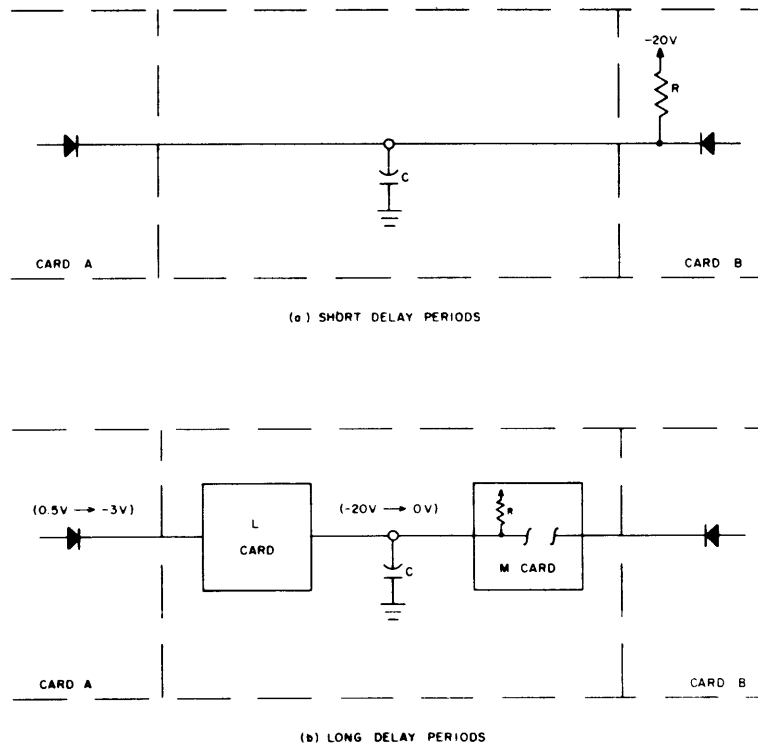 -20V
R
C
CARD A
CARD B
(a) SHORT DELAY PERIODS
(0.5V → -3V)
(-20V → 0V)
L
CARD
R
C
M CARD
CARD A
CARD B
(b) LONG DELAY PERIODS